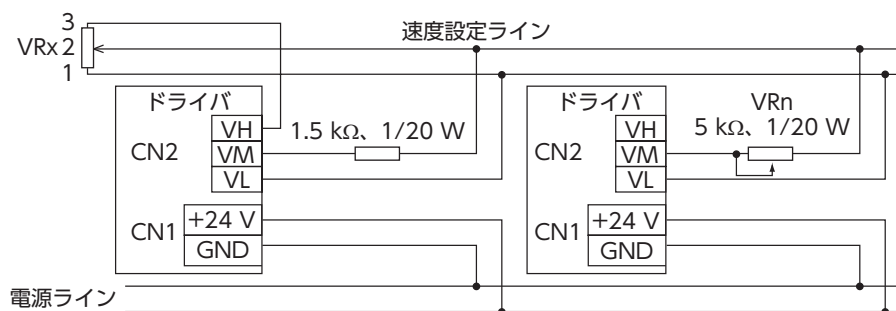 3
VRx 2
1
速度設定ライン
ドライバ
CN2
VH
VM
VL
1.5 kΩ、1/20 W
CN1
+24 V
GND
ドライバ
CN2
VH
VM
VL
VRn
5 kΩ、1/20 W
CN1
+24 V
GND
電源ライン